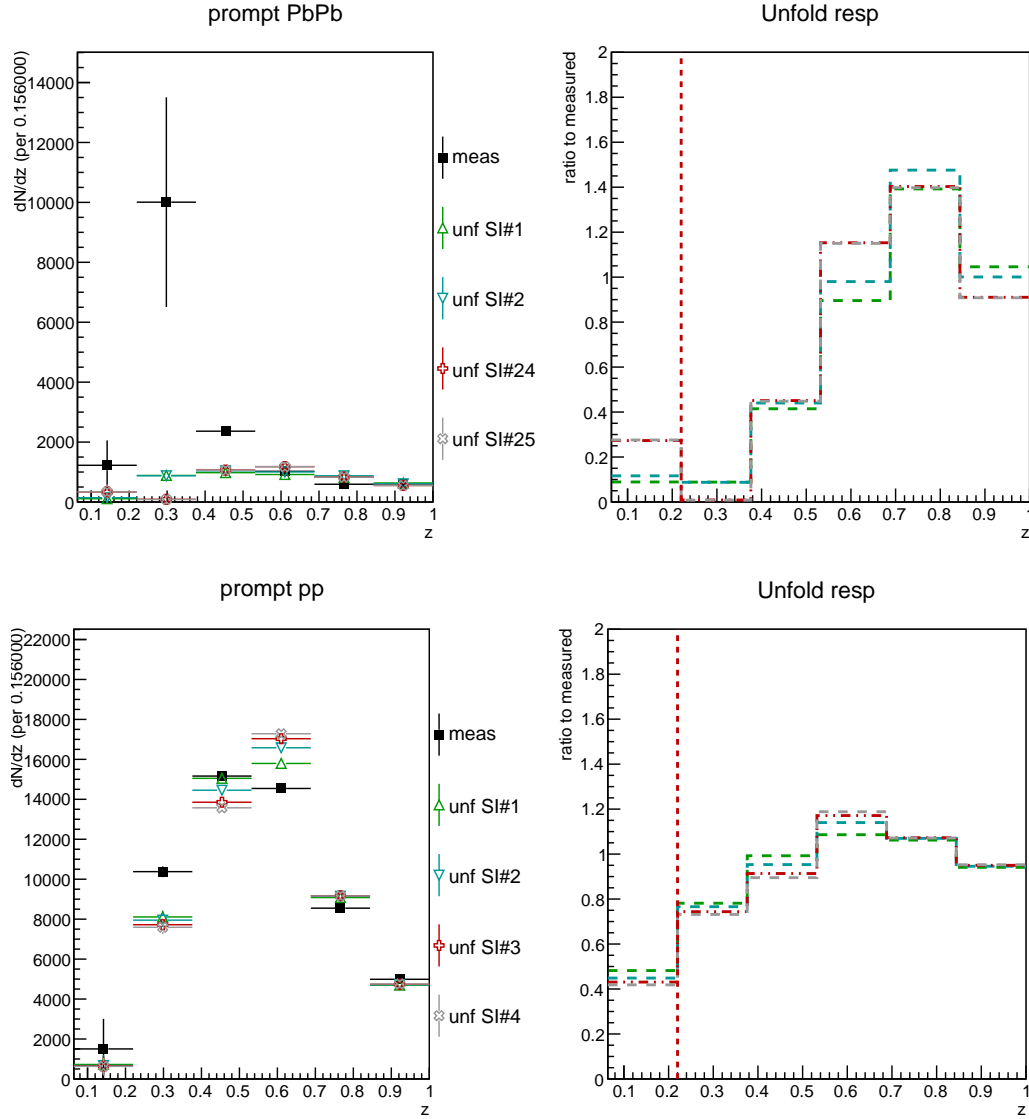 prompt PbPb
dN/dz (per 0.156000)
14000
12000
10000
8000
6000
4000
2000
0
0.1 0.2 0.3 0.4 0.5 0.6 0.7 0.8 0.9 1
z
meas
unf SI#1
unf SI#2
unf SI#24
unf SI#25
Unfold resp
ratio to measured
2
1.8
1.6
1.4
1.2
1
0.8
0.6
0.4
0.2
0
0.1 0.2 0.3 0.4 0.5 0.6 0.7 0.8 0.9 1
z
prompt pp
dN/dz (per 0.156000)
22000
20000
18000
16000
14000
12000
10000
8000
6000
4000
2000
0
0.1 0.2 0.3 0.4 0.5 0.6 0.7 0.8 0.9 1
z
meas
unf SI#1
unf SI#2
unf SI#3
unf SI#4
Unfold resp
ratio to measured
2
1.8
1.6
1.4
1.2
1
0.8
0.6
0.4
0.2
0
0.1 0.2 0.3 0.4 0.5 0.6 0.7 0.8 0.9 1
z